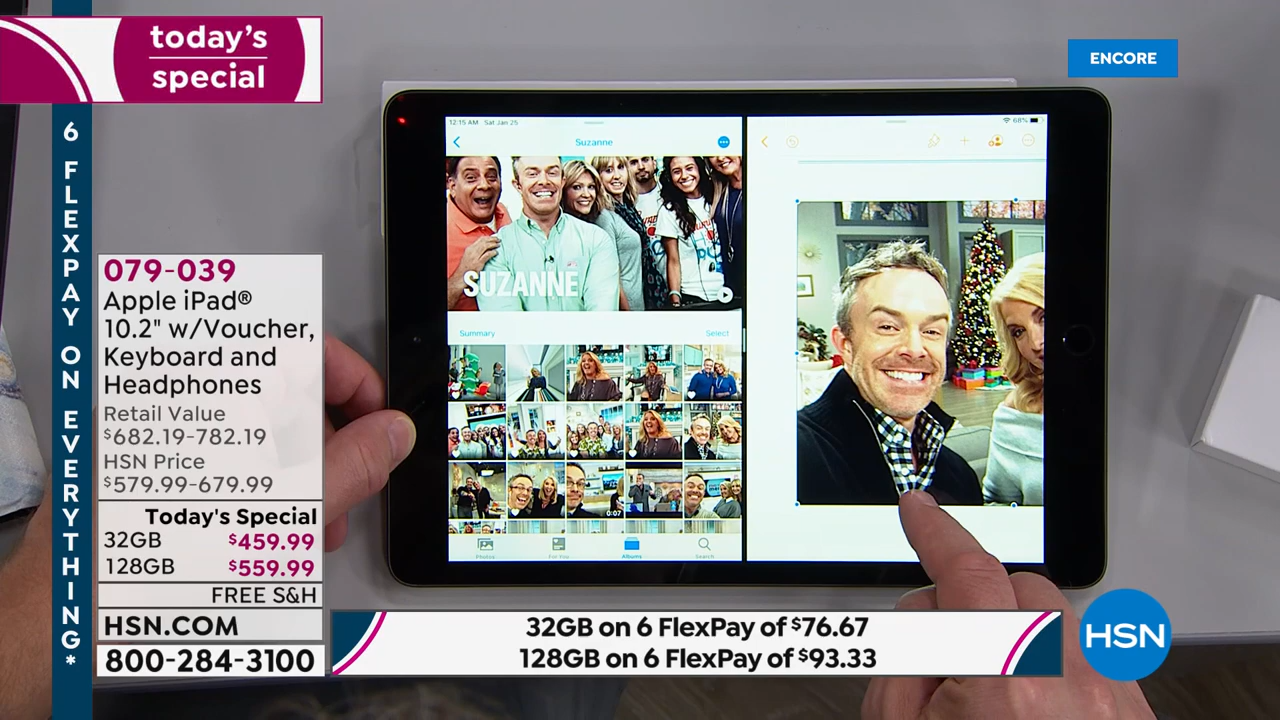 today's
special
ENCORE
6 FLEXPAY ON EVERYTHING*
079-039
Apple iPad®
10.2" w/Voucher,
Keyboard and
Headphones
Retail Value
$682.19-782.19
HSN Price
$579.99-679.99
Today's Special
32GB $459.99
128GB $559.99
FREE S&H
HSN.COM
800-284-3100
12:15 AM Sat Jan 25
Suzanne
SUZANNE
Summary Select
0:07
Photos For You Albums Search
68%
32GB on 6 FlexPay of $76.67
128GB on 6 FlexPay of $93.33
HSN